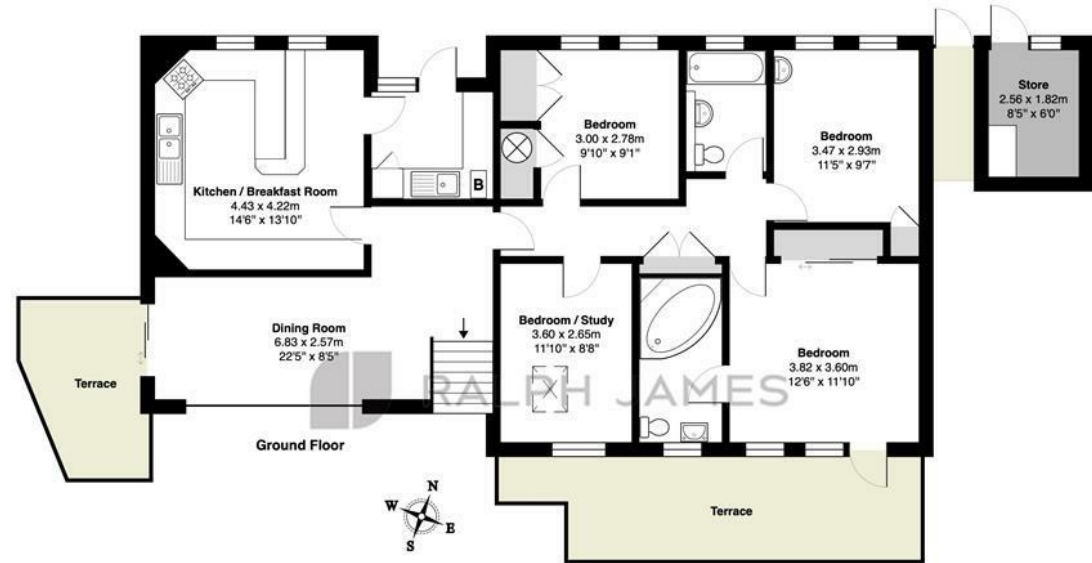 Kitchen / Breakfast Room
4.43 x 4.22m
14'6" x 13'10"
B
Bedroom
3.00 x 2.78m
9'10" x 9'1"
Bedroom
3.47 x 2.93m
11'5" x 9'7"
Store
2.56 x 1.82m
8'5" x 6'0"
Terrace
Dining Room
6.83 x 2.57m
22'5" x 8'5"
Bedroom / Study
3.60 x 2.65m
11'10" x 8'8"
Bedroom
3.82 x 3.60m
12'6" x 11'10"
RALPH JAMES
Ground Floor
Terrace
N
W
E
S